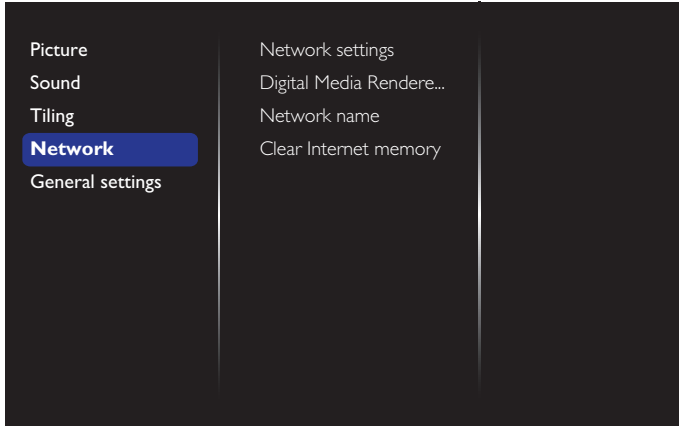 Picture
Sound
Tiling
Network
General settings
Network settings
Digital Media Rendere...
Network name
Clear Internet memory